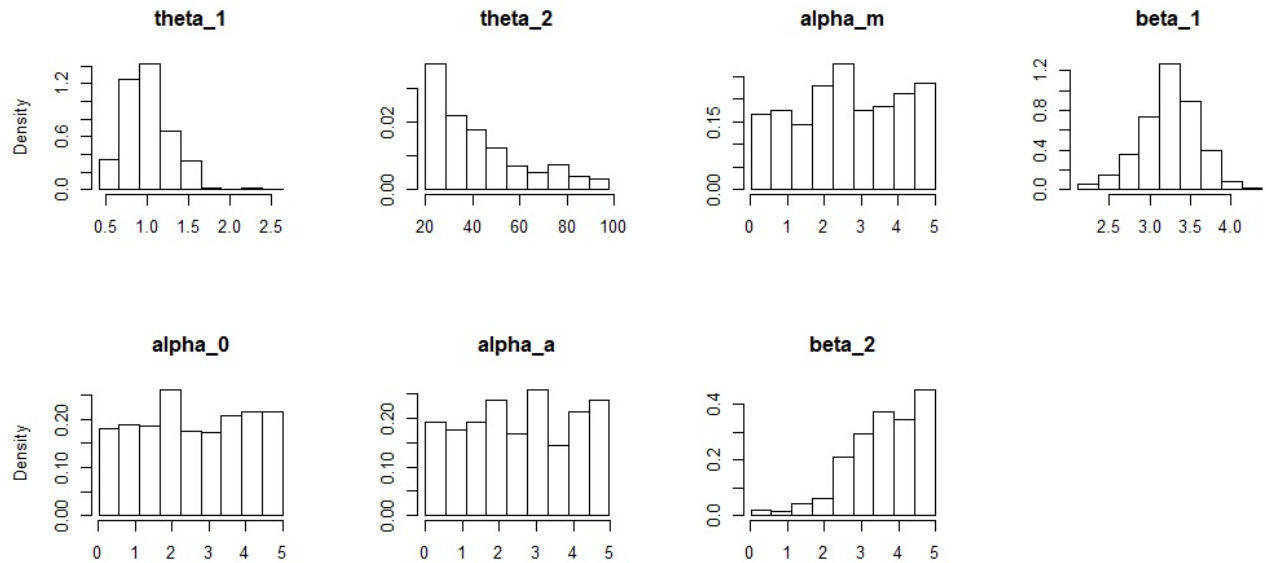 theta_1 theta_2 alpha_m beta_1
Density
0.0 0.6 1.2
0.5 1.0 1.5 2.0 2.5
0.00 0.02
20 40 60 80 100
0.00 0.15
0 1 2 3 4 5
0.0 0.4 0.8 1.2
2.5 3.0 3.5 4.0
alpha_0 alpha_a beta_2
Density
0.00 0.10 0.20
0 1 2 3 4 5
0.00 0.10 0.20
0 1 2 3 4 5
0.0 0.2 0.4
0 1 2 3 4 5